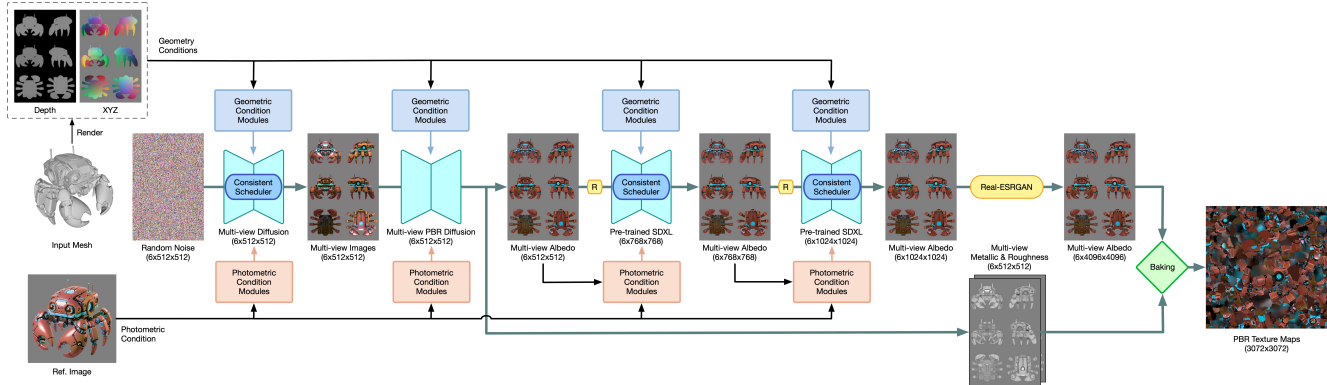 Depth
XYZ
Geometry
Conditions
Render
Input Mesh
Random Noise
(6x512x512)
Geometric
Condition
Modules
Consistent
Scheduler
Multi-view Diffusion
(6x512x512)
Photometric
Condition
Modules
Multi-view Images
(6x512x512)
Geometric
Condition
Modules
Multi-view PBR Diffusion
(6x512x512)
Photometric
Condition
Modules
Multi-view Albedo
(6x512x512)
R
Geometric
Condition
Modules
Consistent
Scheduler
Pre-trained SDXL
(6x768x768)
Photometric
Condition
Modules
Multi-view Albedo
(6x768x768)
R
Geometric
Condition
Modules
Consistent
Scheduler
Pre-trained SDXL
(6x1024x1024)
Photometric
Condition
Modules
Multi-view Albedo
(6x1024x1024)
Real-ESRGAN
Multi-view
Metallic & Roughness
(6x512x512)
Multi-view Albedo
(6x4096x4096)
Baking
PBR Texture Maps
(3072x3072)
Photometric
Condition
Ref. Image